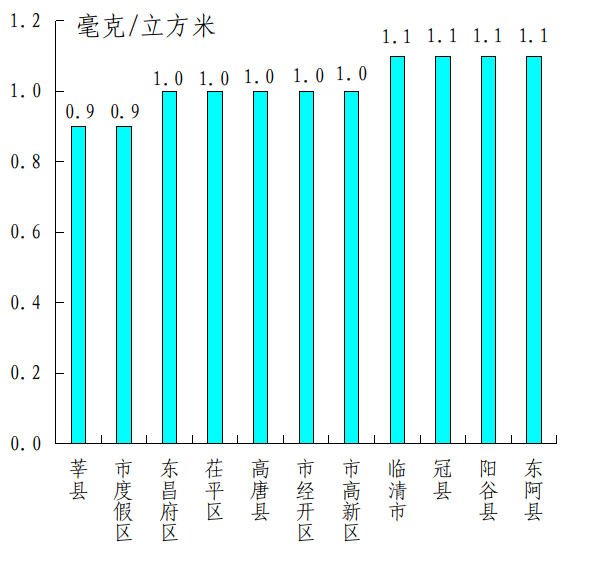 毫克/立方米
1.2
1.0
0.8
0.6
0.4
0.2
0.0
0.9
0.9
1.0
1.0
1.0
1.0
1.0
1.1
1.1
1.1
1.1
莘县
市度假区
东昌府区
茌平区
高唐县
市经开区
市高新区
临清市
冠县
阳谷县
东阿县